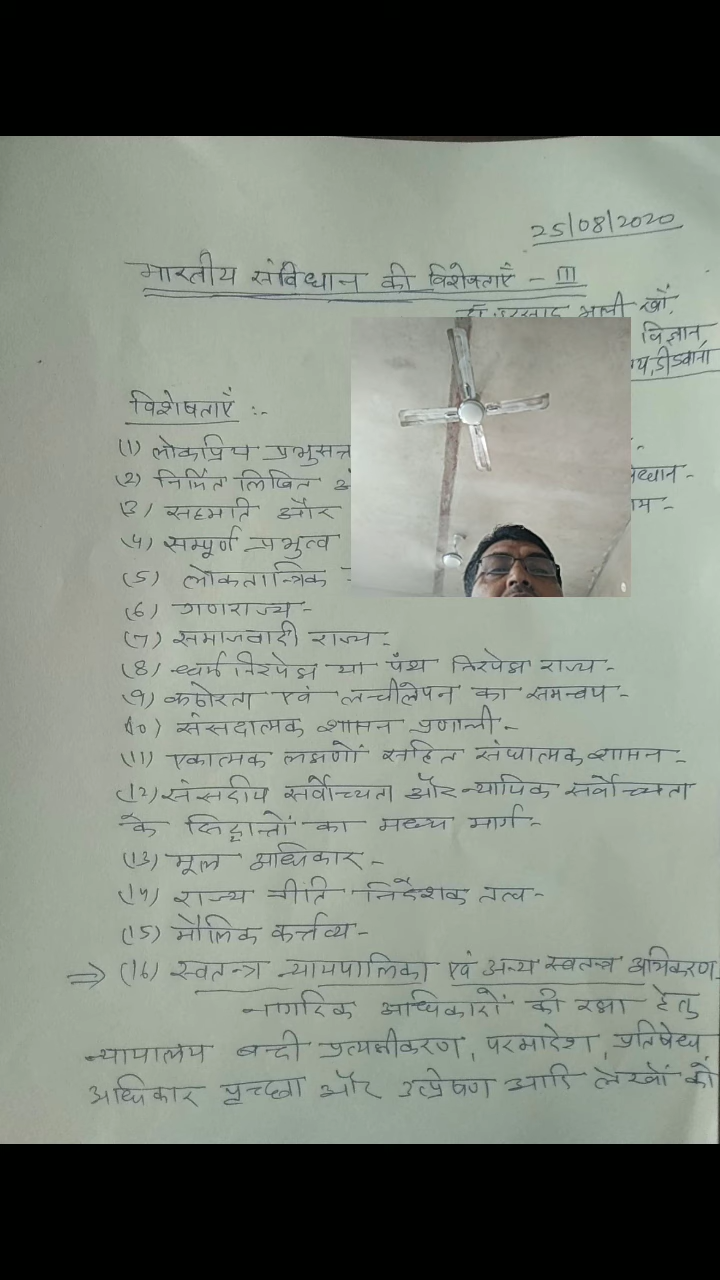 25/08/2020
भारतीय संविधान की विशेषताएँ - III
खाँ,
विज्ञान,
डीडवाना
विशेषताएँ :-
(1) लोकप्रिय प्रभुसत्ता
(2) निर्मित लिखित
(3) सहमति और
(4) सम्पूर्ण प्रभुत्व
(5) लोकतान्त्रिक
(6) गणराज्य -
(7) समाजवादी राज्य -
(8) धर्म निरपेक्ष या पंथ निरपेक्ष राज्य -
(9) कठोरता एवं लचीलेपन का समन्वय -
(10) संसदात्मक शासन प्रणाली -
(11) एकात्मक लक्षणों सहित संघात्मक शासन -
(12) संसदीय सर्वोच्यता और न्यायिक सर्वोच्यता
के सिद्धान्तों का मध्य मार्ग -
(13) मूल अधिकार -
(14) राज्य नीति निर्देशक तत्व -
(15) मौलिक कर्त्तव्य -
⇒ (16) स्वतन्त्र न्यायपालिका एवं अन्य स्वतन्त्र अभिकरण -
नागरिक अधिकारों की रक्षा हेतु
न्यायालय बन्दी प्रत्यक्षीकरण, परमादेश, प्रतिषेध
अधिकार पृच्छा और उत्प्रेषण आदि लेखों को